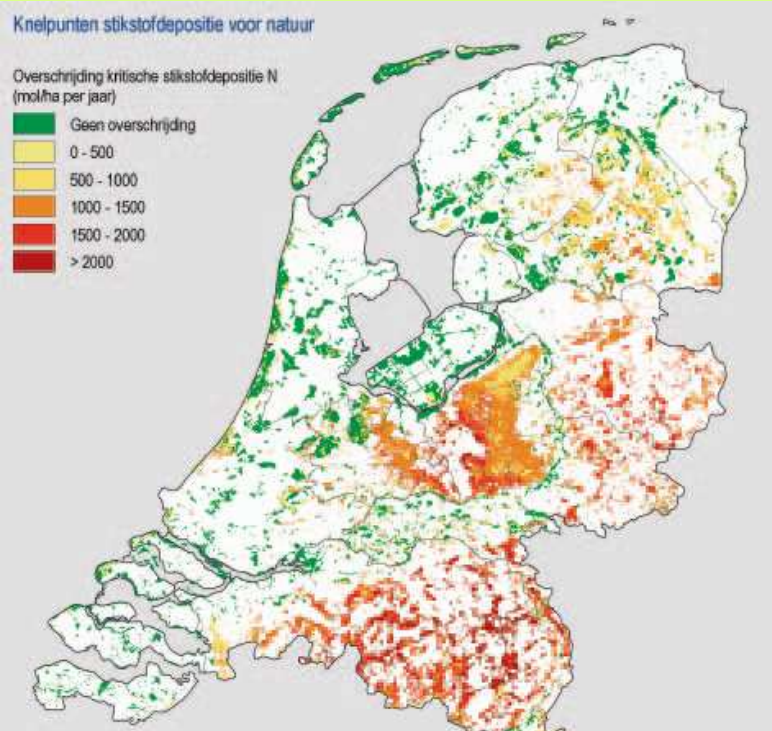 Knelpunten stikstofdepositie voor natuur
Overschrijding kritische stikstofdepositie N
(mol/ha per jaar)
Geen overschrijding
0 - 500
500 - 1000
1000 - 1500
1500 - 2000
> 2000